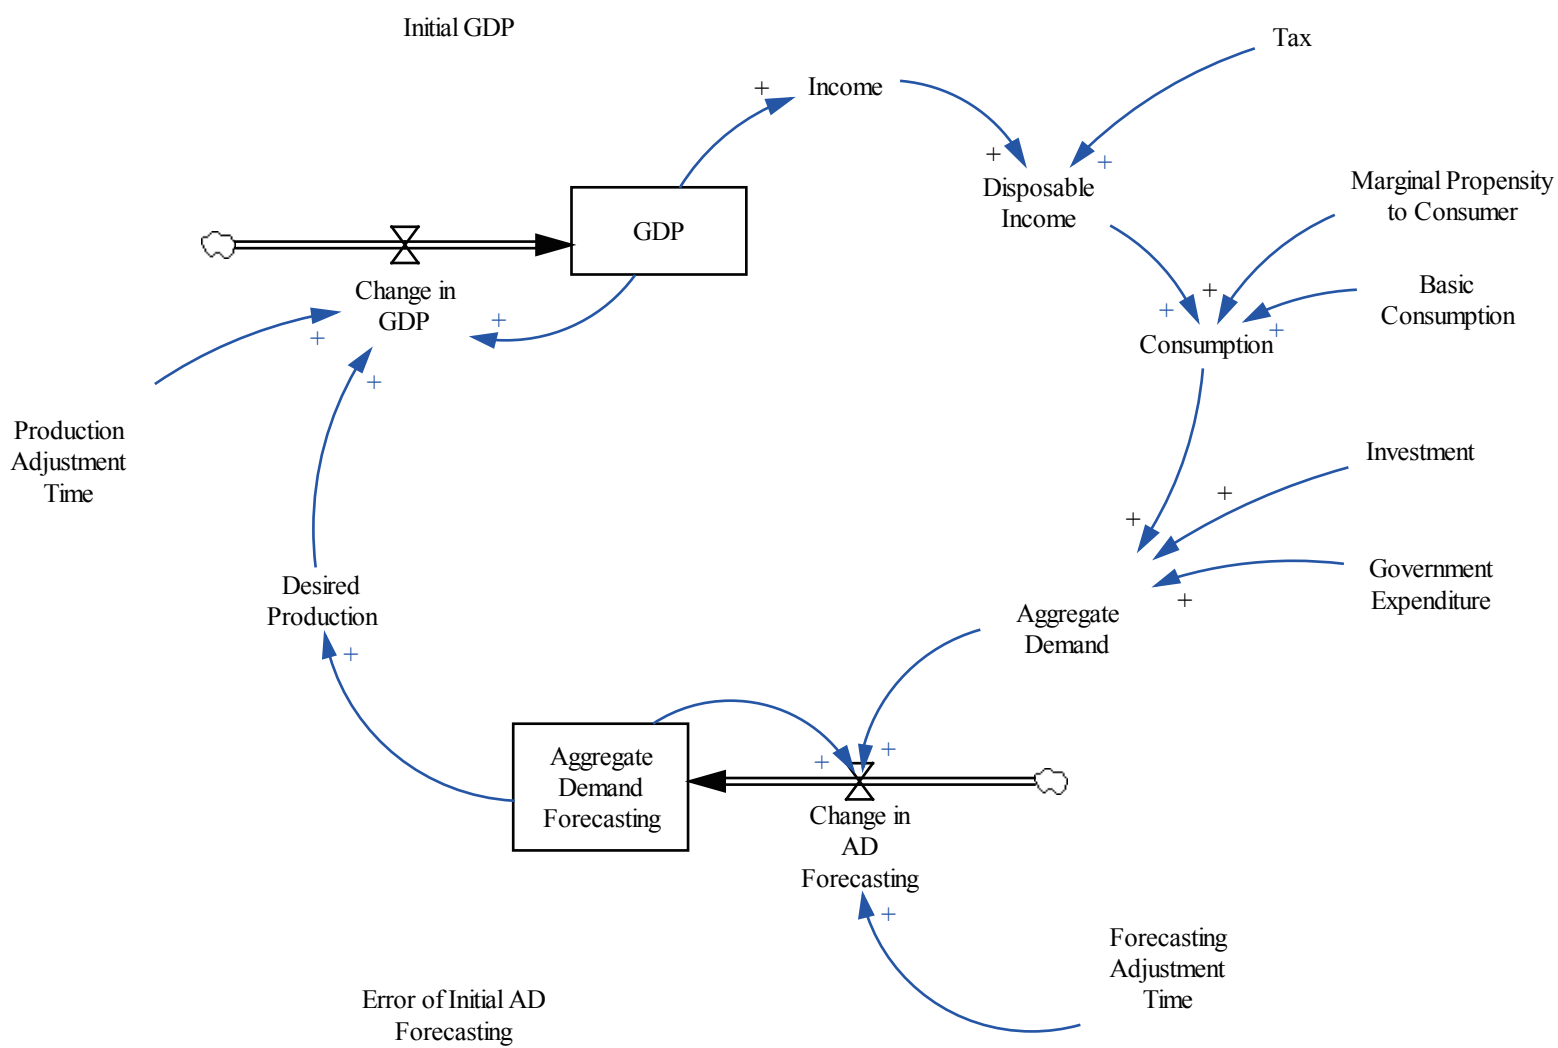 Initial GDP
Tax
+
Income
+
+
Disposable
Income
Marginal Propensity
to Consumer
GDP
Change in
GDP
+
+
+
+
+
+
+
Basic
Consumption
Consumption
Production
Adjustment
Time
Investment
+
+
Government
Expenditure
+
Desired
Production
+
Aggregate
Demand
Aggregate
Demand
Forecasting
+
+
Change in
AD
Forecasting
+
Forecasting
Adjustment
Time
Error of Initial AD
Forecasting